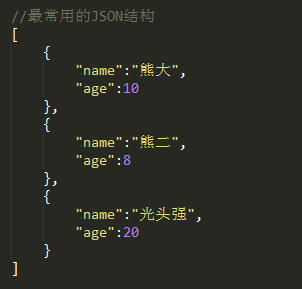 //最常用的JSON结构
[
    {
        "name":"熊大",
        "age":10
    },
    {
        "name":"熊二",
        "age":8
    },
    {
        "name":"光头强",
        "age":20
    }
]